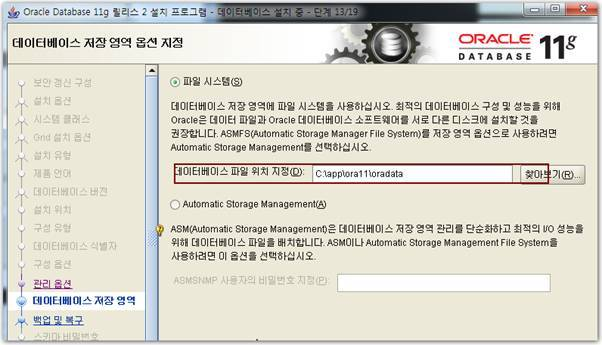 Oracle Database 11g 릴리스 2 설치 프로그램 - 데이터베이스 설치 중 - 단계 13/19
데이터베이스 저장 영역 옵션 지정
ORACLE
DATABASE 11g
보안 갱신 구성
설치 옵션
시스템 클래스
Grid 설치 옵션
설치 유형
제품 언어
데이터베이스 버전
설치 위치
구성 유형
데이터베이스 식별자
구성 옵션
관리 옵션
데이터베이스 저장 영역
백업 및 복구
스키마 비밀번호
파일 시스템(S)
데이터베이스 저장 영역에 파일 시스템을 사용하십시오. 최적의 데이터베이스 구성 및 성능을 위해
Oracle은 데이터 파일과 Oracle 데이터베이스 소프트웨어를 서로 다른 디스크에 설치할 것을
권장합니다. ASMFS(Automatic Storage Manager File System)를 저장 영역 옵션으로 사용하려면
Automatic Storage Management를 선택하십시오.
데이터베이스 파일 위치 지정(D): C:\app\ora11\oradata 찾아보기(R)...
Automatic Storage Management(A)
ASM(Automatic Storage Management)은 데이터베이스 저장 영역 관리를 단순화하고 최적의 I/O 성능을
위해 데이터베이스 파일을 배치합니다. ASM이나 Automatic Storage Management File System을
사용하려면 이 옵션을 선택하십시오.
ASMSNMP 사용자의 비밀번호 지정(P):